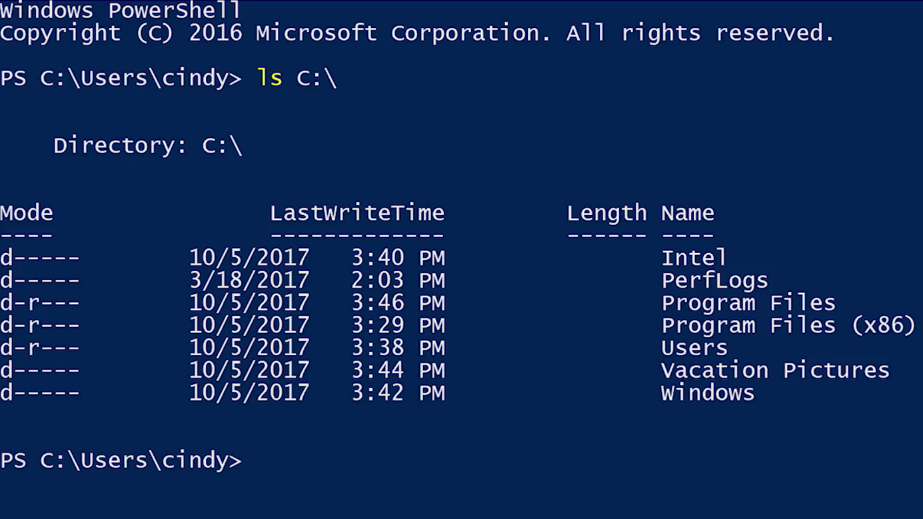 Windows PowerShell
Copyright (C) 2016 Microsoft Corporation. All rights reserved.
PS C:\Users\cindy> ls C:\
Directory: C:\
Mode LastWriteTime Length Name
---- ------------- ------ ----
d----- 10/5/2017 3:40 PM Intel
d----- 3/18/2017 2:03 PM PerfLogs
d-r--- 10/5/2017 3:46 PM Program Files
d-r--- 10/5/2017 3:29 PM Program Files (x86)
d-r--- 10/5/2017 3:38 PM Users
d----- 10/5/2017 3:44 PM Vacation Pictures
d----- 10/5/2017 3:42 PM Windows
PS C:\Users\cindy>